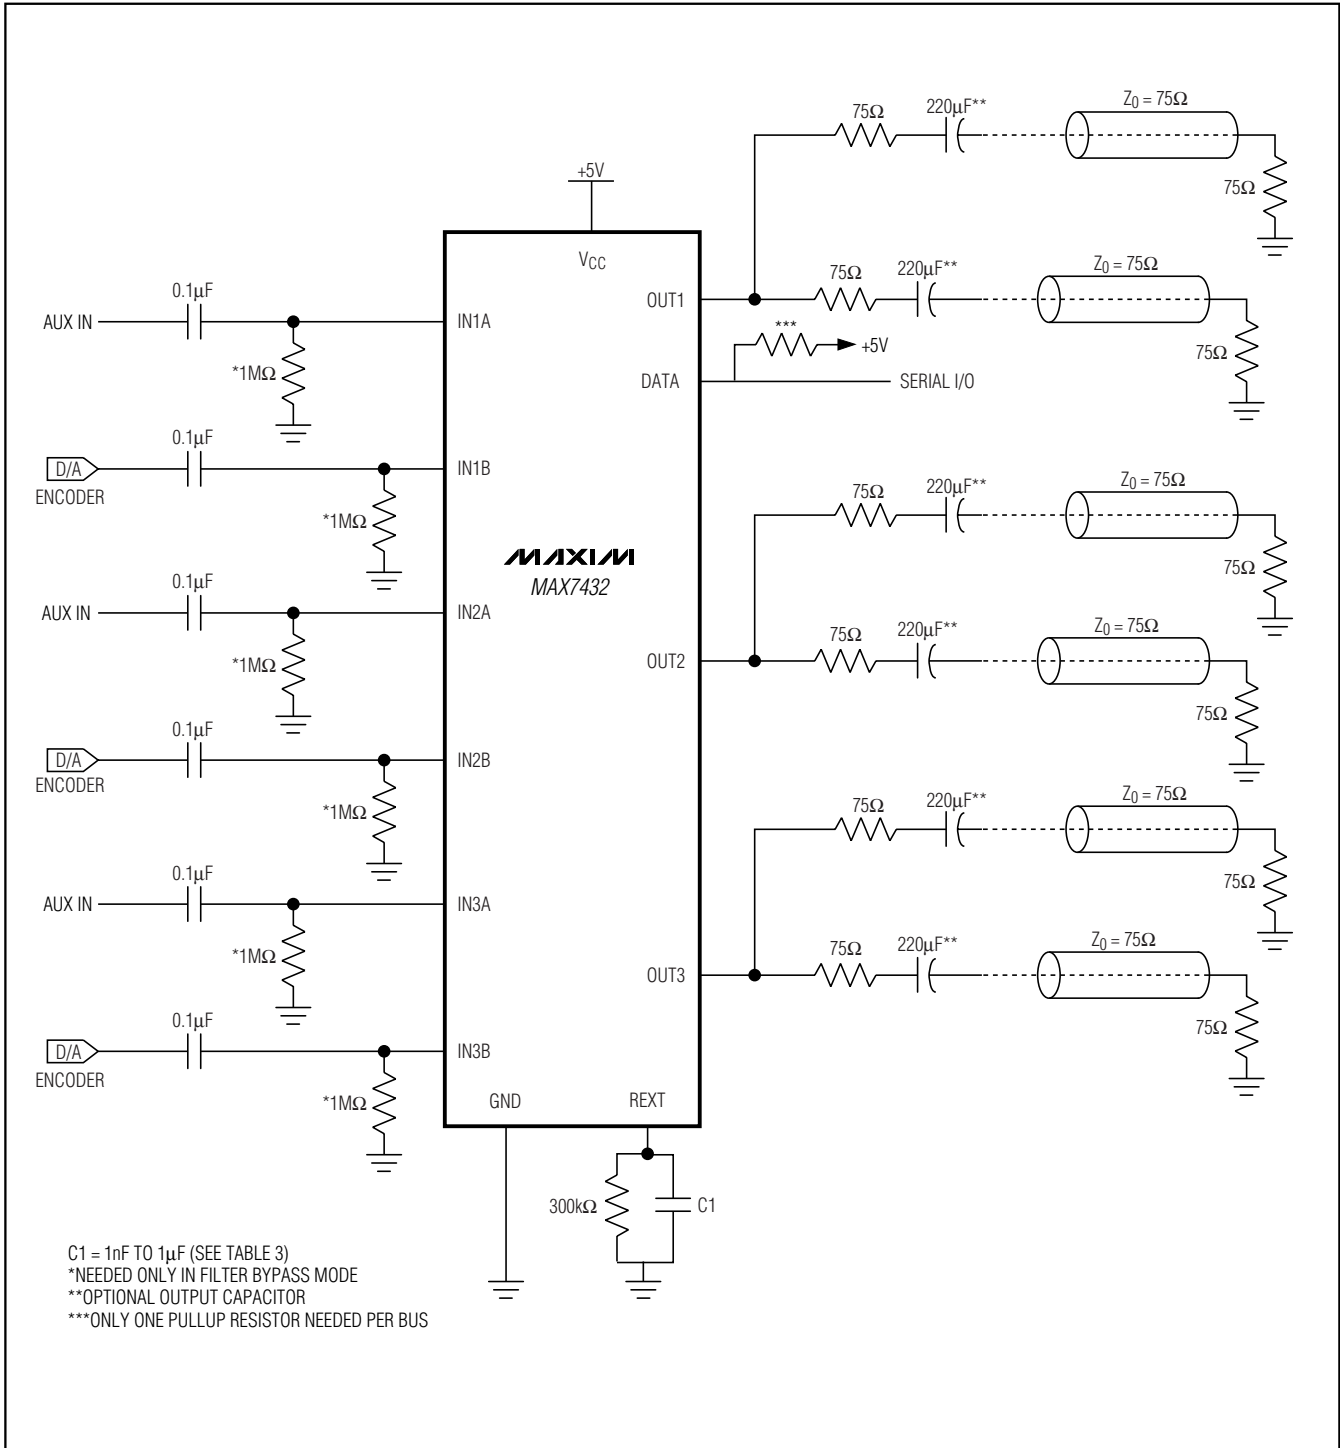 75Ω
220μF**
Z0 = 75Ω
75Ω
+5V
VCC
0.1μF
AUX IN
*1MΩ
IN1A
OUT1
75Ω
220μF**
Z0 = 75Ω
75Ω
***
+5V
DATA
SERIAL I/O
0.1μF
D/A
ENCODER
*1MΩ
IN1B
75Ω
220μF**
Z0 = 75Ω
75Ω
MAXIM
MAX7432
0.1μF
AUX IN
*1MΩ
IN2A
OUT2
75Ω
220μF**
Z0 = 75Ω
75Ω
0.1μF
D/A
ENCODER
*1MΩ
IN2B
75Ω
220μF**
Z0 = 75Ω
75Ω
0.1μF
AUX IN
*1MΩ
IN3A
OUT3
75Ω
220μF**
Z0 = 75Ω
75Ω
0.1μF
D/A
ENCODER
*1MΩ
IN3B
GND
REXT
300kΩ
C1
C1 = 1nF TO 1μF (SEE TABLE 3)
*NEEDED ONLY IN FILTER BYPASS MODE
**OPTIONAL OUTPUT CAPACITOR
***ONLY ONE PULLUP RESISTOR NEEDED PER BUS